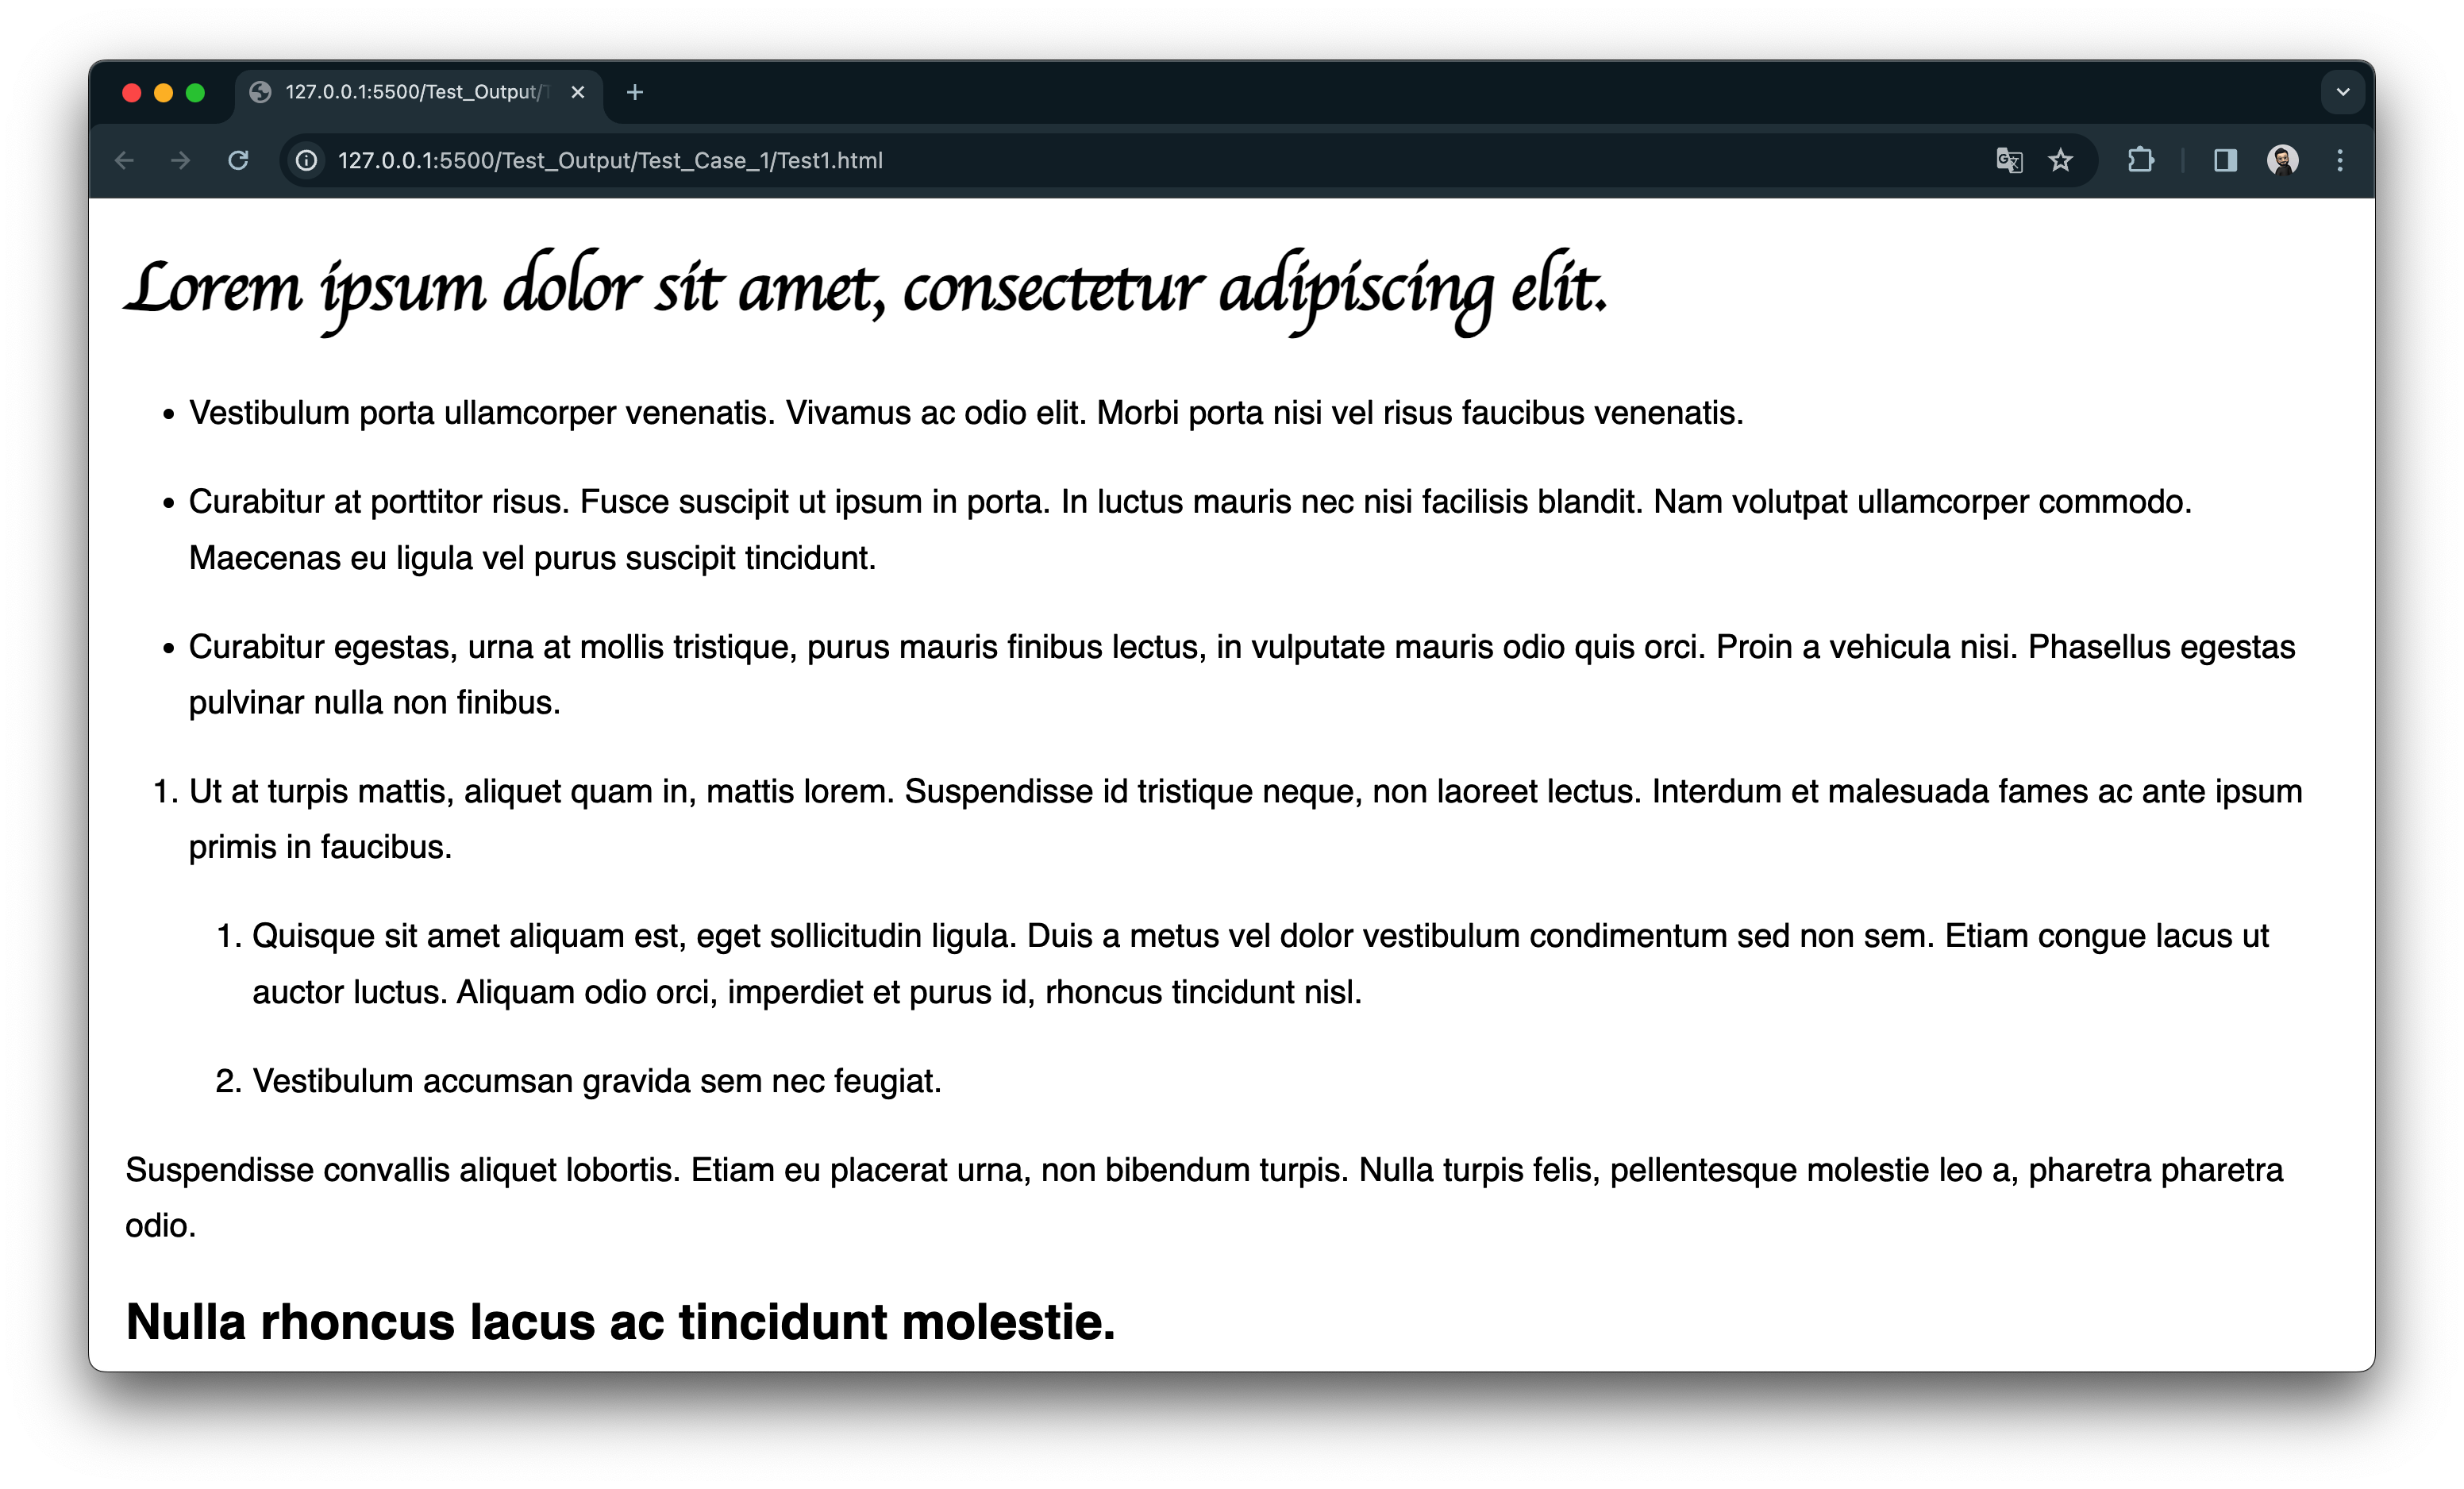 127.0.0.1:5500/Test_Output/
127.0.0.1:5500/Test_Output/Test_Case_1/Test1.html
Lorem ipsum dolor sit amet, consectetur adipiscing elit.
• Vestibulum porta ullamcorper venenatis. Vivamus ac odio elit. Morbi porta nisi vel risus faucibus venenatis.
• Curabitur at porttitor risus. Fusce suscipit ut ipsum in porta. In luctus mauris nec nisi facilisis blandit. Nam volutpat ullamcorper commodo.
Maecenas eu ligula vel purus suscipit tincidunt.
• Curabitur egestas, urna at mollis tristique, purus mauris finibus lectus, in vulputate mauris odio quis orci. Proin a vehicula nisi. Phasellus egestas
pulvinar nulla non finibus.
1. Ut at turpis mattis, aliquet quam in, mattis lorem. Suspendisse id tristique neque, non laoreet lectus. Interdum et malesuada fames ac ante ipsum
primis in faucibus.
1. Quisque sit amet aliquam est, eget sollicitudin ligula. Duis a metus vel dolor vestibulum condimentum sed non sem. Etiam congue lacus ut
auctor luctus. Aliquam odio orci, imperdiet et purus id, rhoncus tincidunt nisl.
2. Vestibulum accumsan gravida sem nec feugiat.
Suspendisse convallis aliquet lobortis. Etiam eu placerat urna, non bibendum turpis. Nulla turpis felis, pellentesque molestie leo a, pharetra pharetra
odio.
Nulla rhoncus lacus ac tincidunt molestie.